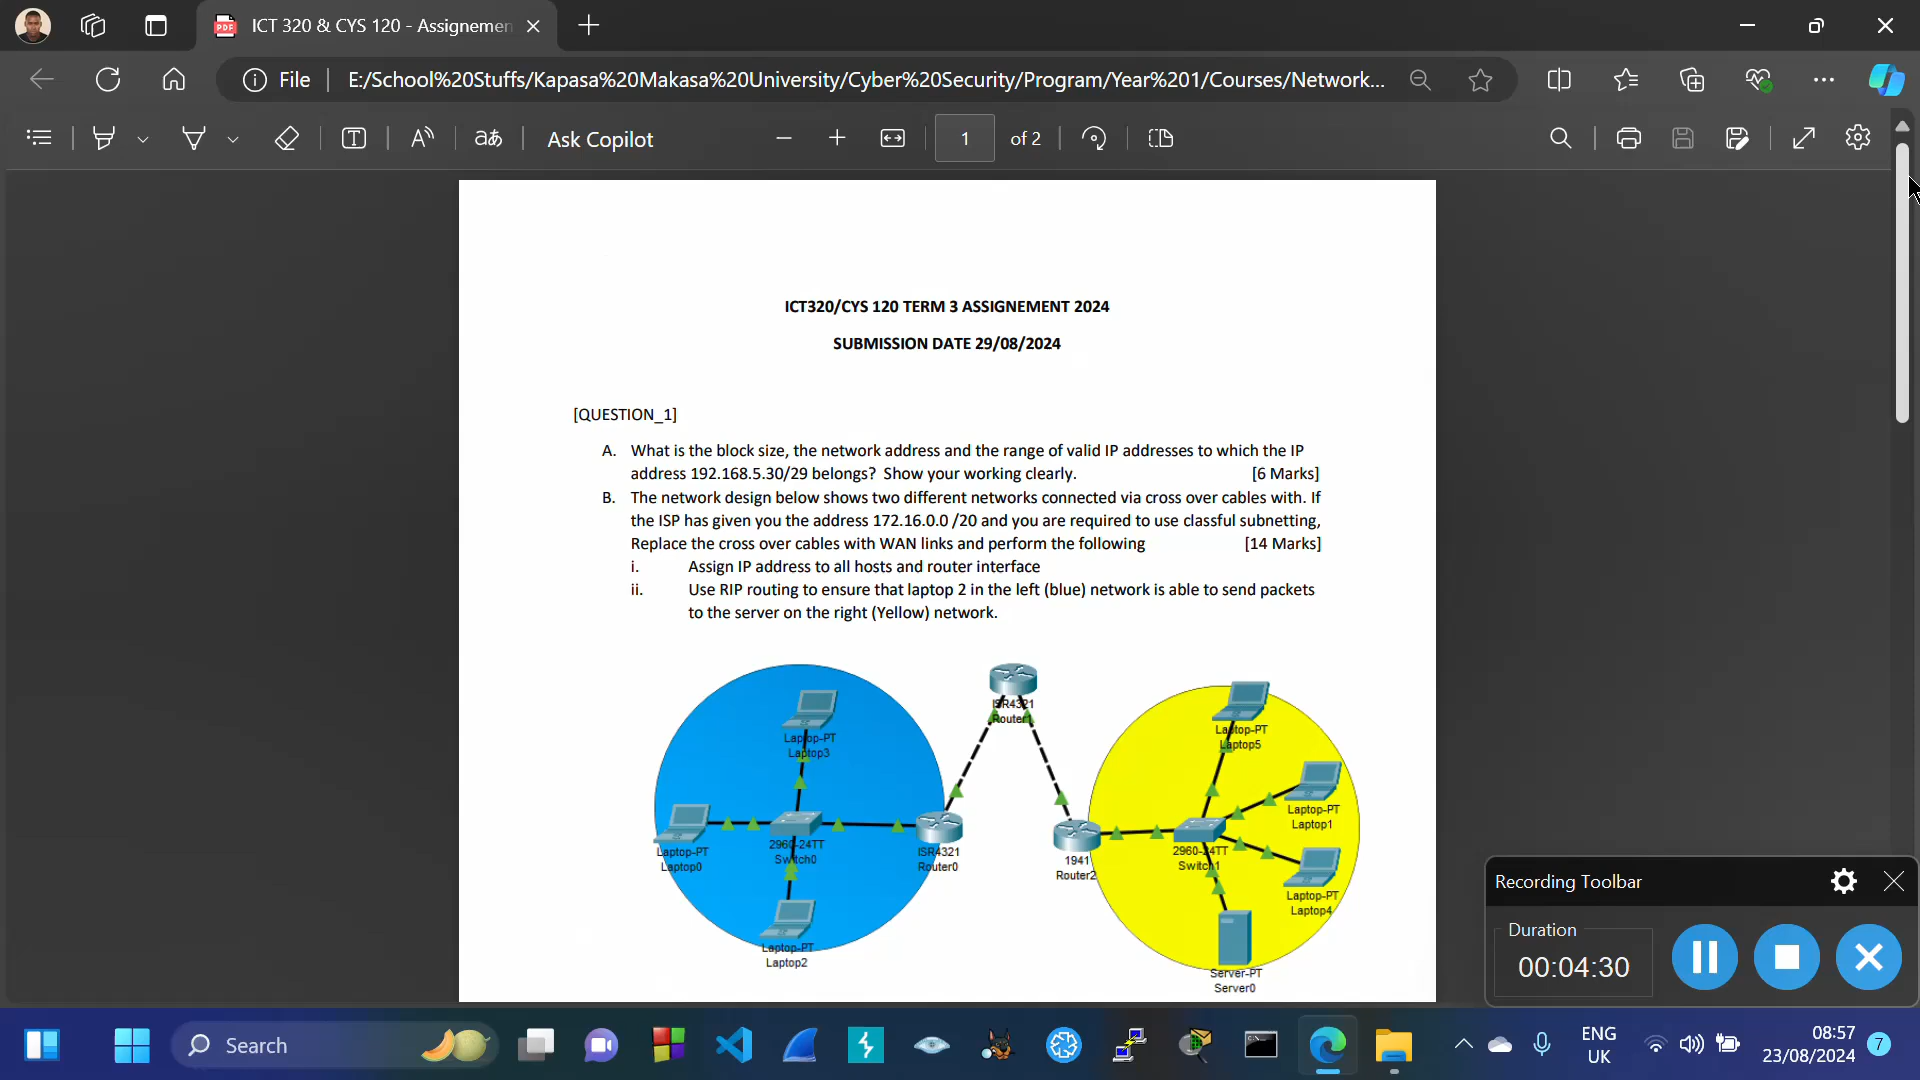 ICT 320 & CYS 120 - Assignemen
File
E:/School%20Stuffs/Kapasa%20Makasa%20University/Cyber%20Security/Program/Year%201/Courses/Network...
Ask Copilot
1 of 2
ICT320/CYS 120 TERM 3 ASSIGNEMENT 2024
SUBMISSION DATE 29/08/2024
[QUESTION_1]
A. What is the block size, the network address and the range of valid IP addresses to which the IP
address 192.168.5.30/29 belongs? Show your working clearly. [6 Marks]
B. The network design below shows two different networks connected via cross over cables with. If
the ISP has given you the address 172.16.0.0 /20 and you are required to use classful subnetting,
Replace the cross over cables with WAN links and perform the following [14 Marks]
i. Assign IP address to all hosts and router interface
ii. Use RIP routing to ensure that laptop 2 in the left (blue) network is able to send packets
to the server on the right (Yellow) network.
ISR4321
Router1
Laptop-PT
Laptop3
Laptop-PT
Laptop5
Laptop-PT
Laptop1
Laptop-PT
Laptop0
2960-24TT
Switch0
ISR4321
Router0
1941
Router2
2960-24TT
Switch1
Laptop-PT
Laptop4
Laptop-PT
Laptop2
Server-PT
Server0
Recording Toolbar
Duration
00:04:30
Search
ENG
UK
08:57
23/08/2024
7